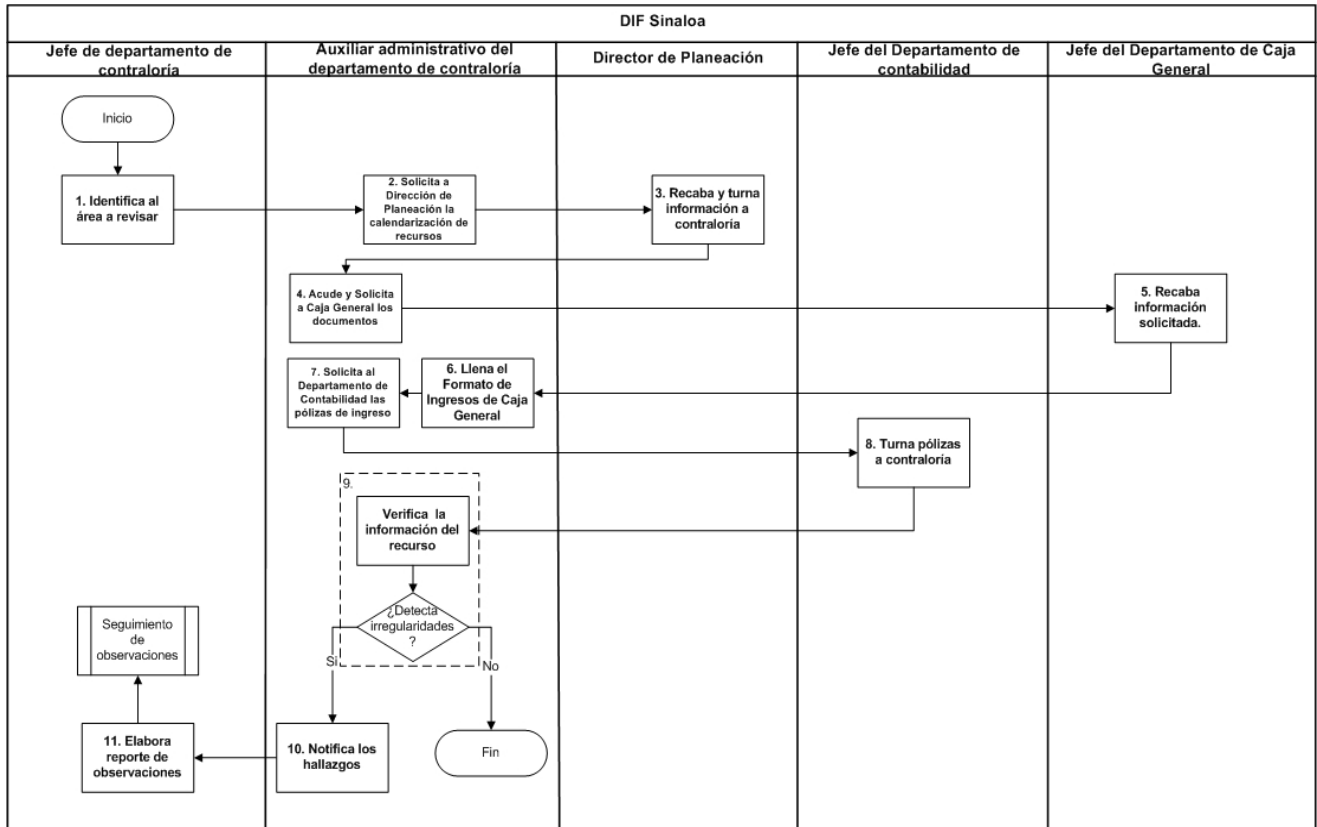 DIF Sinaloa
Jefe de departamento de
contraloría
Auxiliar administrativo del
departamento de contraloría
Director de Planeación
Jefe del Departamento de
contabilidad
Jefe del Departamento de Caja
General
Inicio
1. Identifica al
área a revisar
2. Solicita a
Dirección de
Planeación la
calendarización de
recursos
3. Recaba y turna
información a
contraloría
4. Acude y Solicita
a Caja General los
documentos
5. Recaba
información
solicitada.
7. Solicita al
Departamento de
Contabilidad las
pólizas de ingreso
6. Llena el
Formato de
Ingresos de Caja
General
8. Turna pólizas
a contraloría
9.
Verifica la
información del
recurso
¿Detecta
irregularidades
?
Si
No
Seguimiento
de
observaciones
11. Elabora
reporte de
observaciones
10. Notifica los
hallazgos
Fin